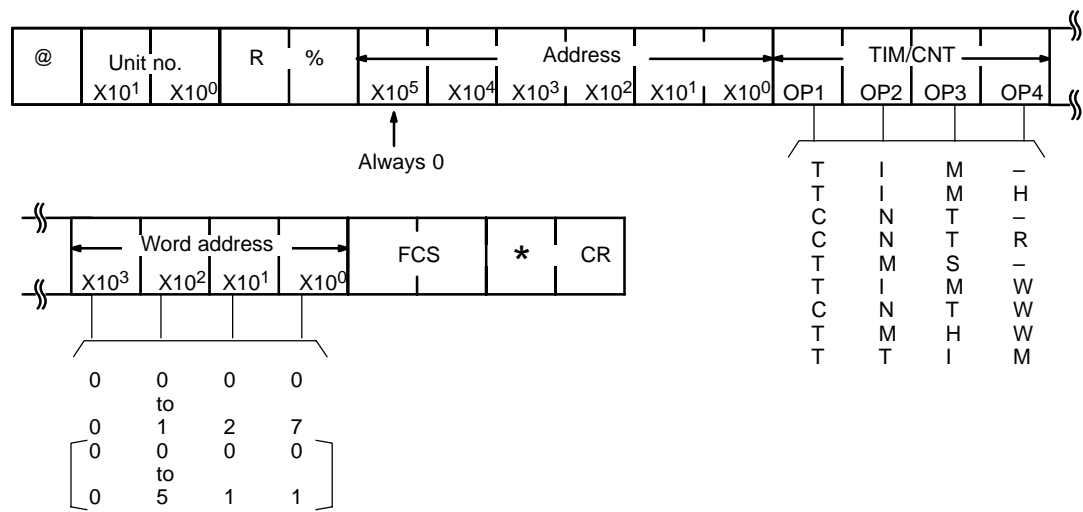 @ Unit no. R % Address TIM/CNT
X10¹ X10⁰ X10⁵ X10⁴ X10³ X10² X10¹ X10⁰ OP1 OP2 OP3 OP4
Always 0
T I M –
T I M H
C N T –
C N T R
T M S –
T I M W
C N T W
T M H W
T T I M
Word address FCS * CR
X10³ X10² X10¹ X10⁰
0 0 0 0
to
0 1 2 7
0 0 0 0
to
0 5 1 1